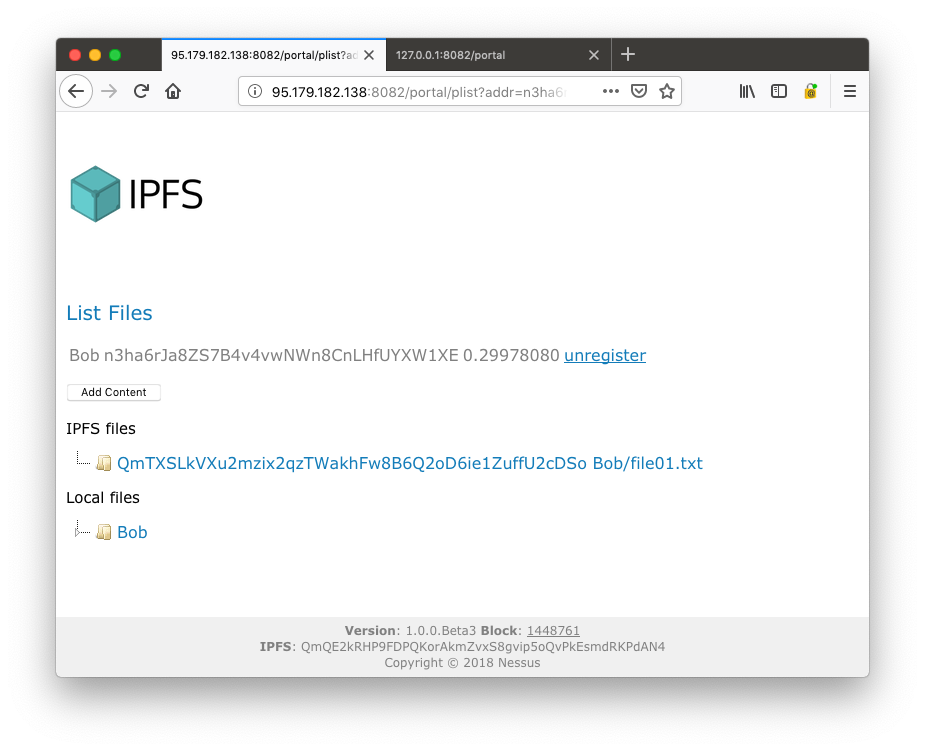 95.179.182.138:8082/portal/plist?ad
127.0.0.1:8082/portal
95.179.182.138:8082/portal/plist?addr=n3ha6
IPFS
List Files
Bob n3ha6rJa8ZS7B4v4vwNWn8CnLHfUYXW1XE 0.29978080 unregister
Add Content
IPFS files
QmTXSLkVXu2mzix2qzTWakhFw8B6Q2oD6ie1ZuffU2cDSo Bob/file01.txt
Local files
Bob
Version: 1.0.0.Beta3 Block: 1448761
IPFS: QmQE2kRHP9FDPQKorAkmZvxS8gvip5oQvPkEsmdRKPdAN4
Copyright © 2018 Nessus